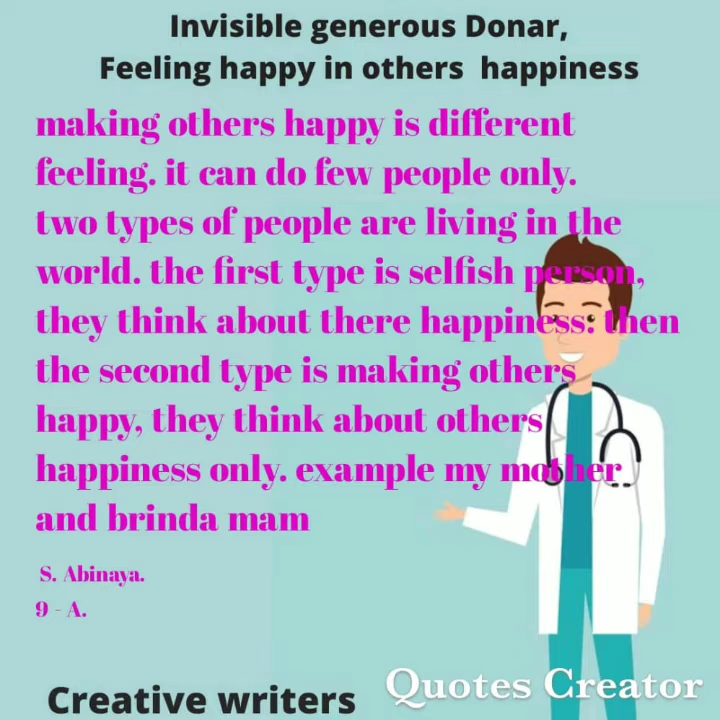 Invisible generous Donar,
Feeling happy in others happiness
making others happy is different
feeling. it can do few people only.
two types of people are living in the
world. the first type is selfish person,
they think about there happiness: then
the second type is making others
happy, they think about others
happiness only. example my mother
and brinda mam
S. Abinaya.
9 - A.
Creative writers
Quotes Creator